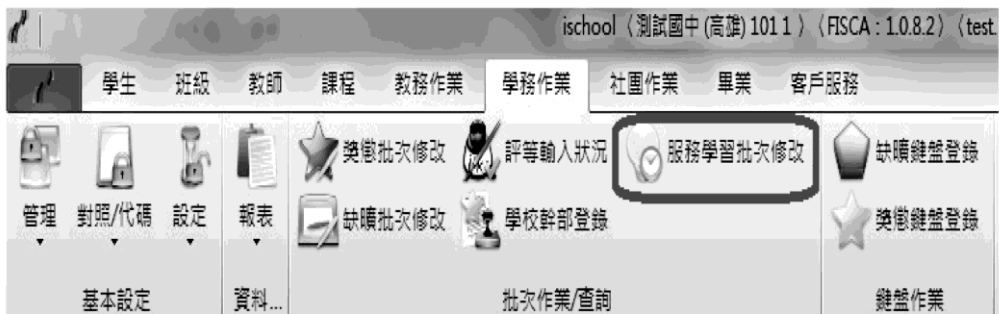 ischool〈測試國中(高雄) 101 1〉〈FISCA : 1.0.8.2〉〈test.
學生 班級 教師 課程 教務作業 學務作業 社團作業 畢業 客戶服務
獎懲批次修改 評等輸入狀況 服務學習批次修改 缺曠鍵盤登錄
管理 對照/代碼 設定 報表 缺曠批次修改 學校幹部登錄 獎懲鍵盤登錄
基本設定 資料... 批次作業/查詢 鍵盤作業